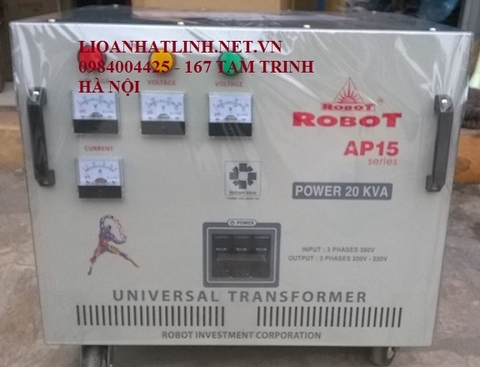 LIOANHATLINH.NET.VN
0984004425 - 167 TAM TRINH
HÀ NỘI
VOLTAGE
VOLTAGE
CURRENT
ROBOT
ROBOT
AP15
series
POWER 20 KVA
POWER
INPUT : 3 PHASES 380V
OUTPUT : 3 PHASES 200V - 220V
UNIVERSAL TRANSFORMER
ROBOT INVESTMENT CORPORATION